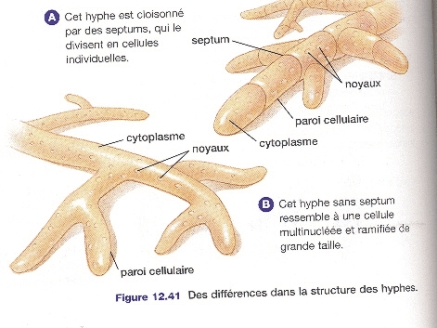 A Cet hyphe est cloisonné
par des septums, qui le
divisent en cellules
individuelles.
septum
noyaux
paroi cellulaire
cytoplasme
cytoplasme
noyaux
paroi cellulaire
B Cet hyphe sans septum
ressemble à une cellule
multinucléée et ramifiée de
grande taille.
Figure 12.41 Des différences dans la structure des hyphes.